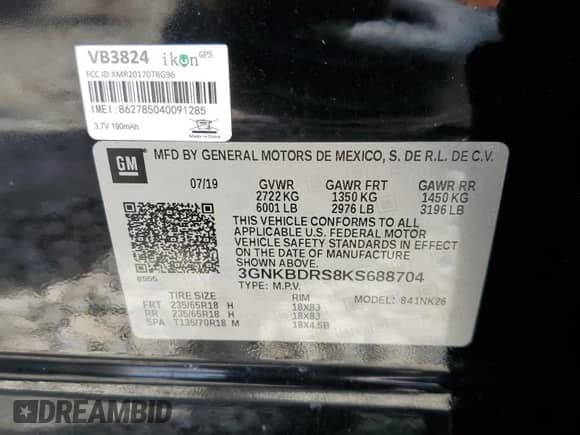 VB3824 ikon GPS
FCC ID:XMR201707BG96
IMEI:862785040091285
3.7V 190mAh
Made in China
GM MFD BY GENERAL MOTORS DE MEXICO, S. DE R.L. DE C.V.
07/19 GVWR GAWR FRT GAWR RR
2722 KG 1350 KG 1450 KG
6001 LB 2976 LB 3196 LB
THIS VEHICLE CONFORMS TO ALL
APPLICABLE U.S. FEDERAL MOTOR
VEHICLE SAFETY STANDARDS IN EFFECT
ON THE DATE OF MANUFACTURE SHOWN
ABOVE.
3GNKBDRS8KS688704
TYPE: M.P.V. MODEL: 841NK26
TIRE SIZE RIM
FRT 235/65R18 H 18X8J
RR 235/65R18 H 18X8J
SPA T135/70R18 M 18X4.5B
DREAMBID